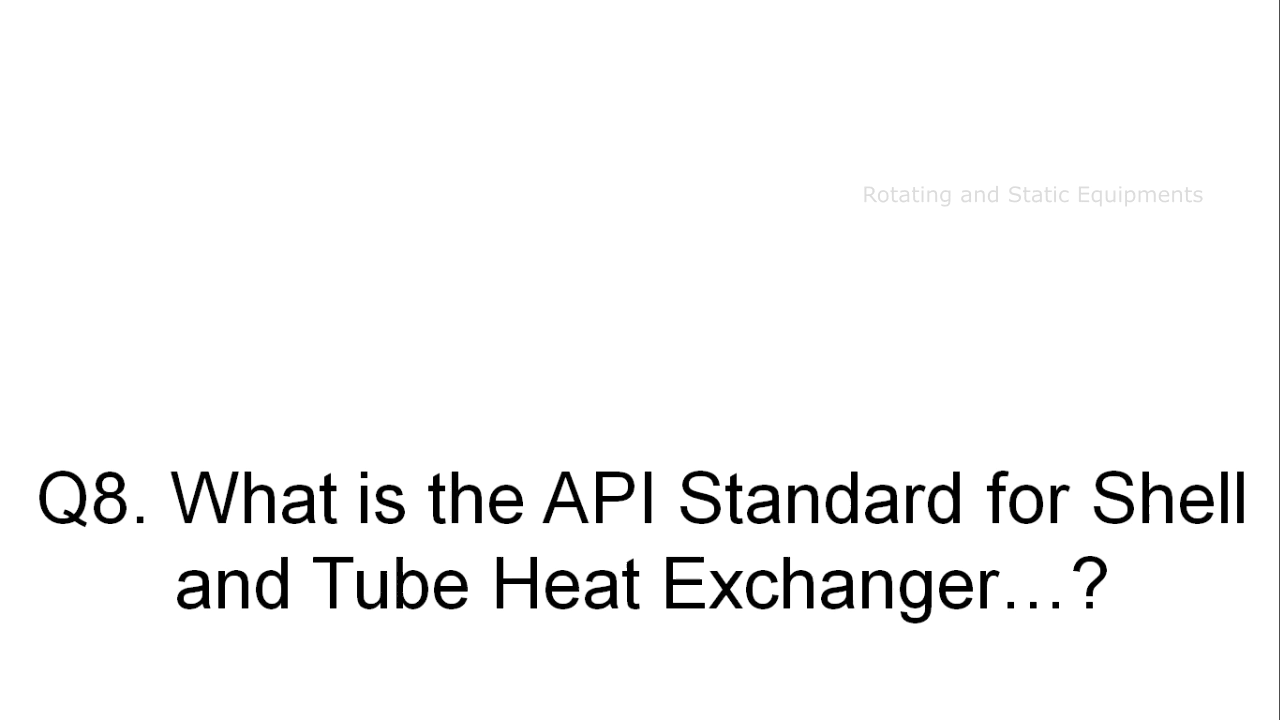 Rotating and Static Equipments
Q8. What is the API Standard for Shell
and Tube Heat Exchanger...?